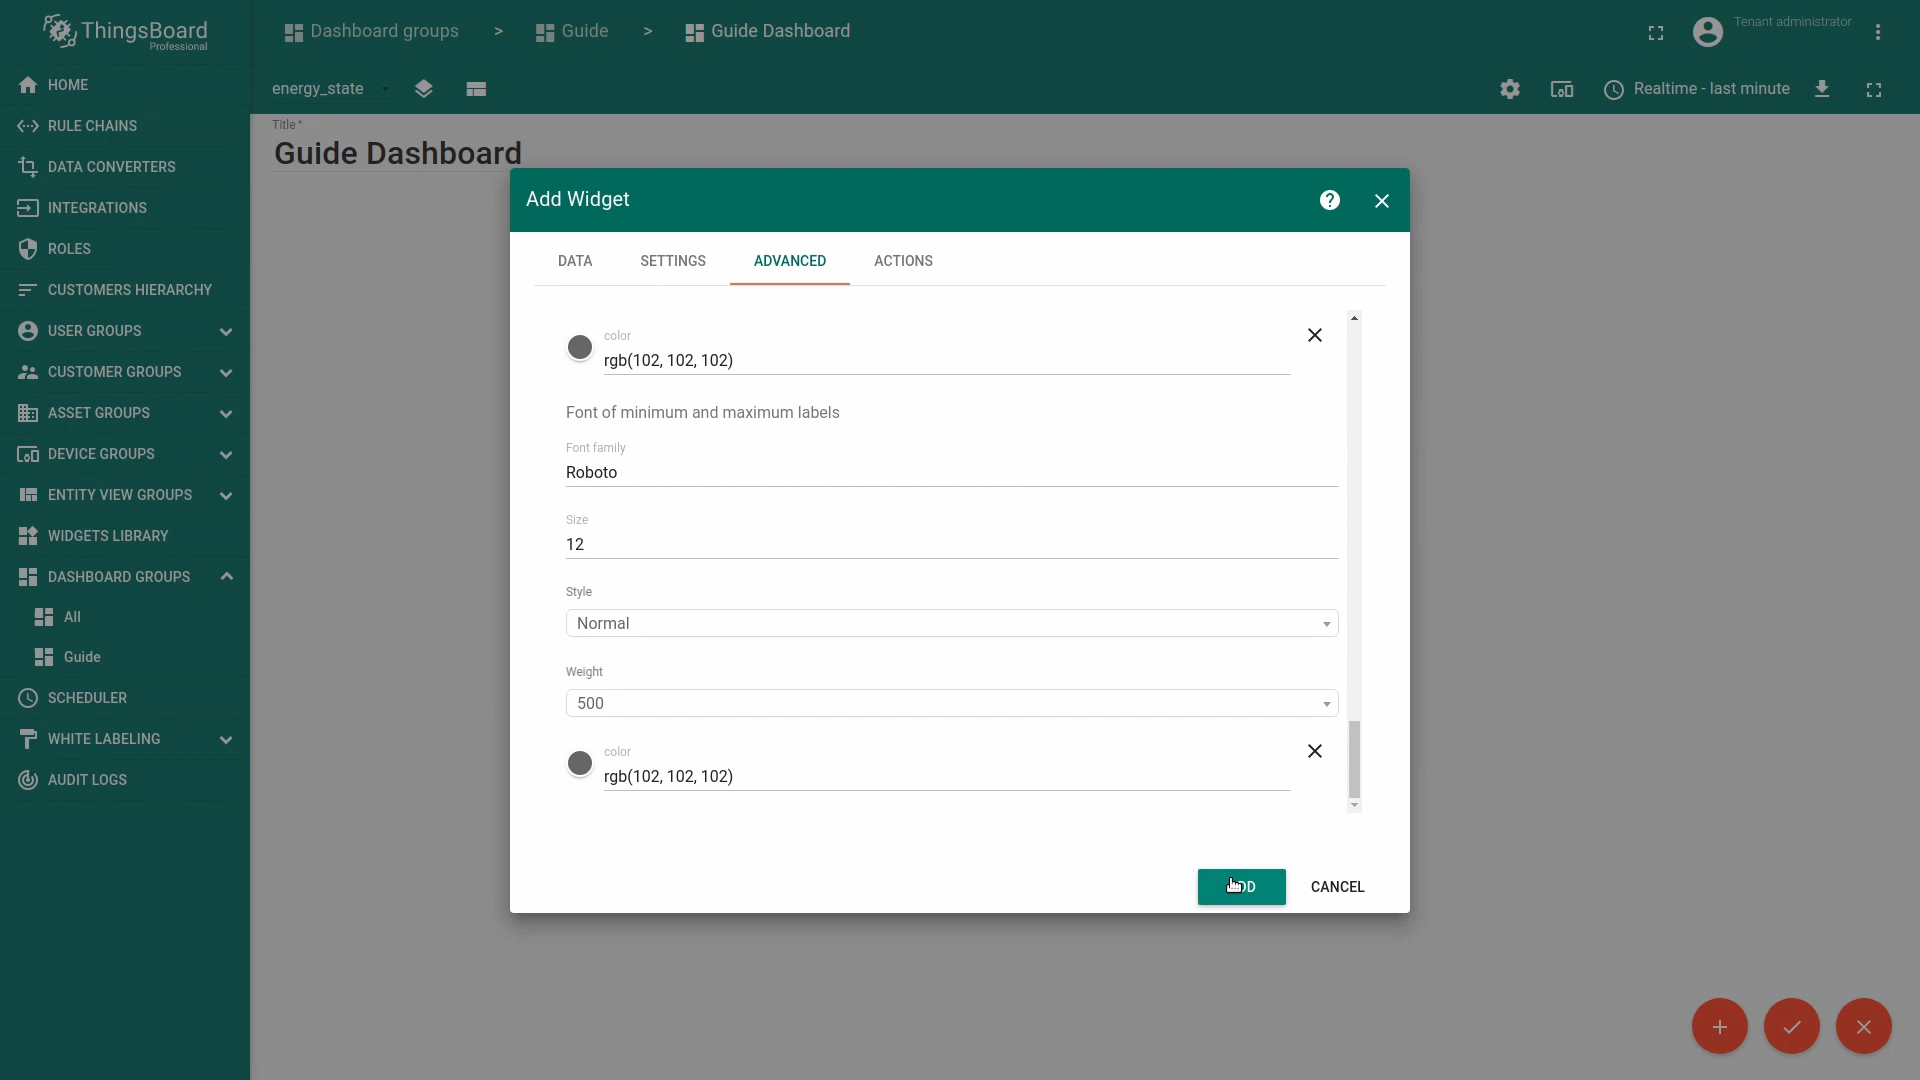 ThingsBoard
Professional
Dashboard groups > Guide > Guide Dashboard
Tenant administrator
energy_state
Realtime - last minute
HOME
RULE CHAINS
DATA CONVERTERS
INTEGRATIONS
ROLES
CUSTOMERS HIERARCHY
USER GROUPS
CUSTOMER GROUPS
ASSET GROUPS
DEVICE GROUPS
ENTITY VIEW GROUPS
WIDGETS LIBRARY
DASHBOARD GROUPS
All
Guide
SCHEDULER
WHITE LABELING
AUDIT LOGS
Title *
Guide Dashboard
Add Widget
DATA
SETTINGS
ADVANCED
ACTIONS
color
rgb(102, 102, 102)
Font of minimum and maximum labels
Font family
Roboto
Size
12
Style
Normal
Weight
500
color
rgb(102, 102, 102)
CANCEL